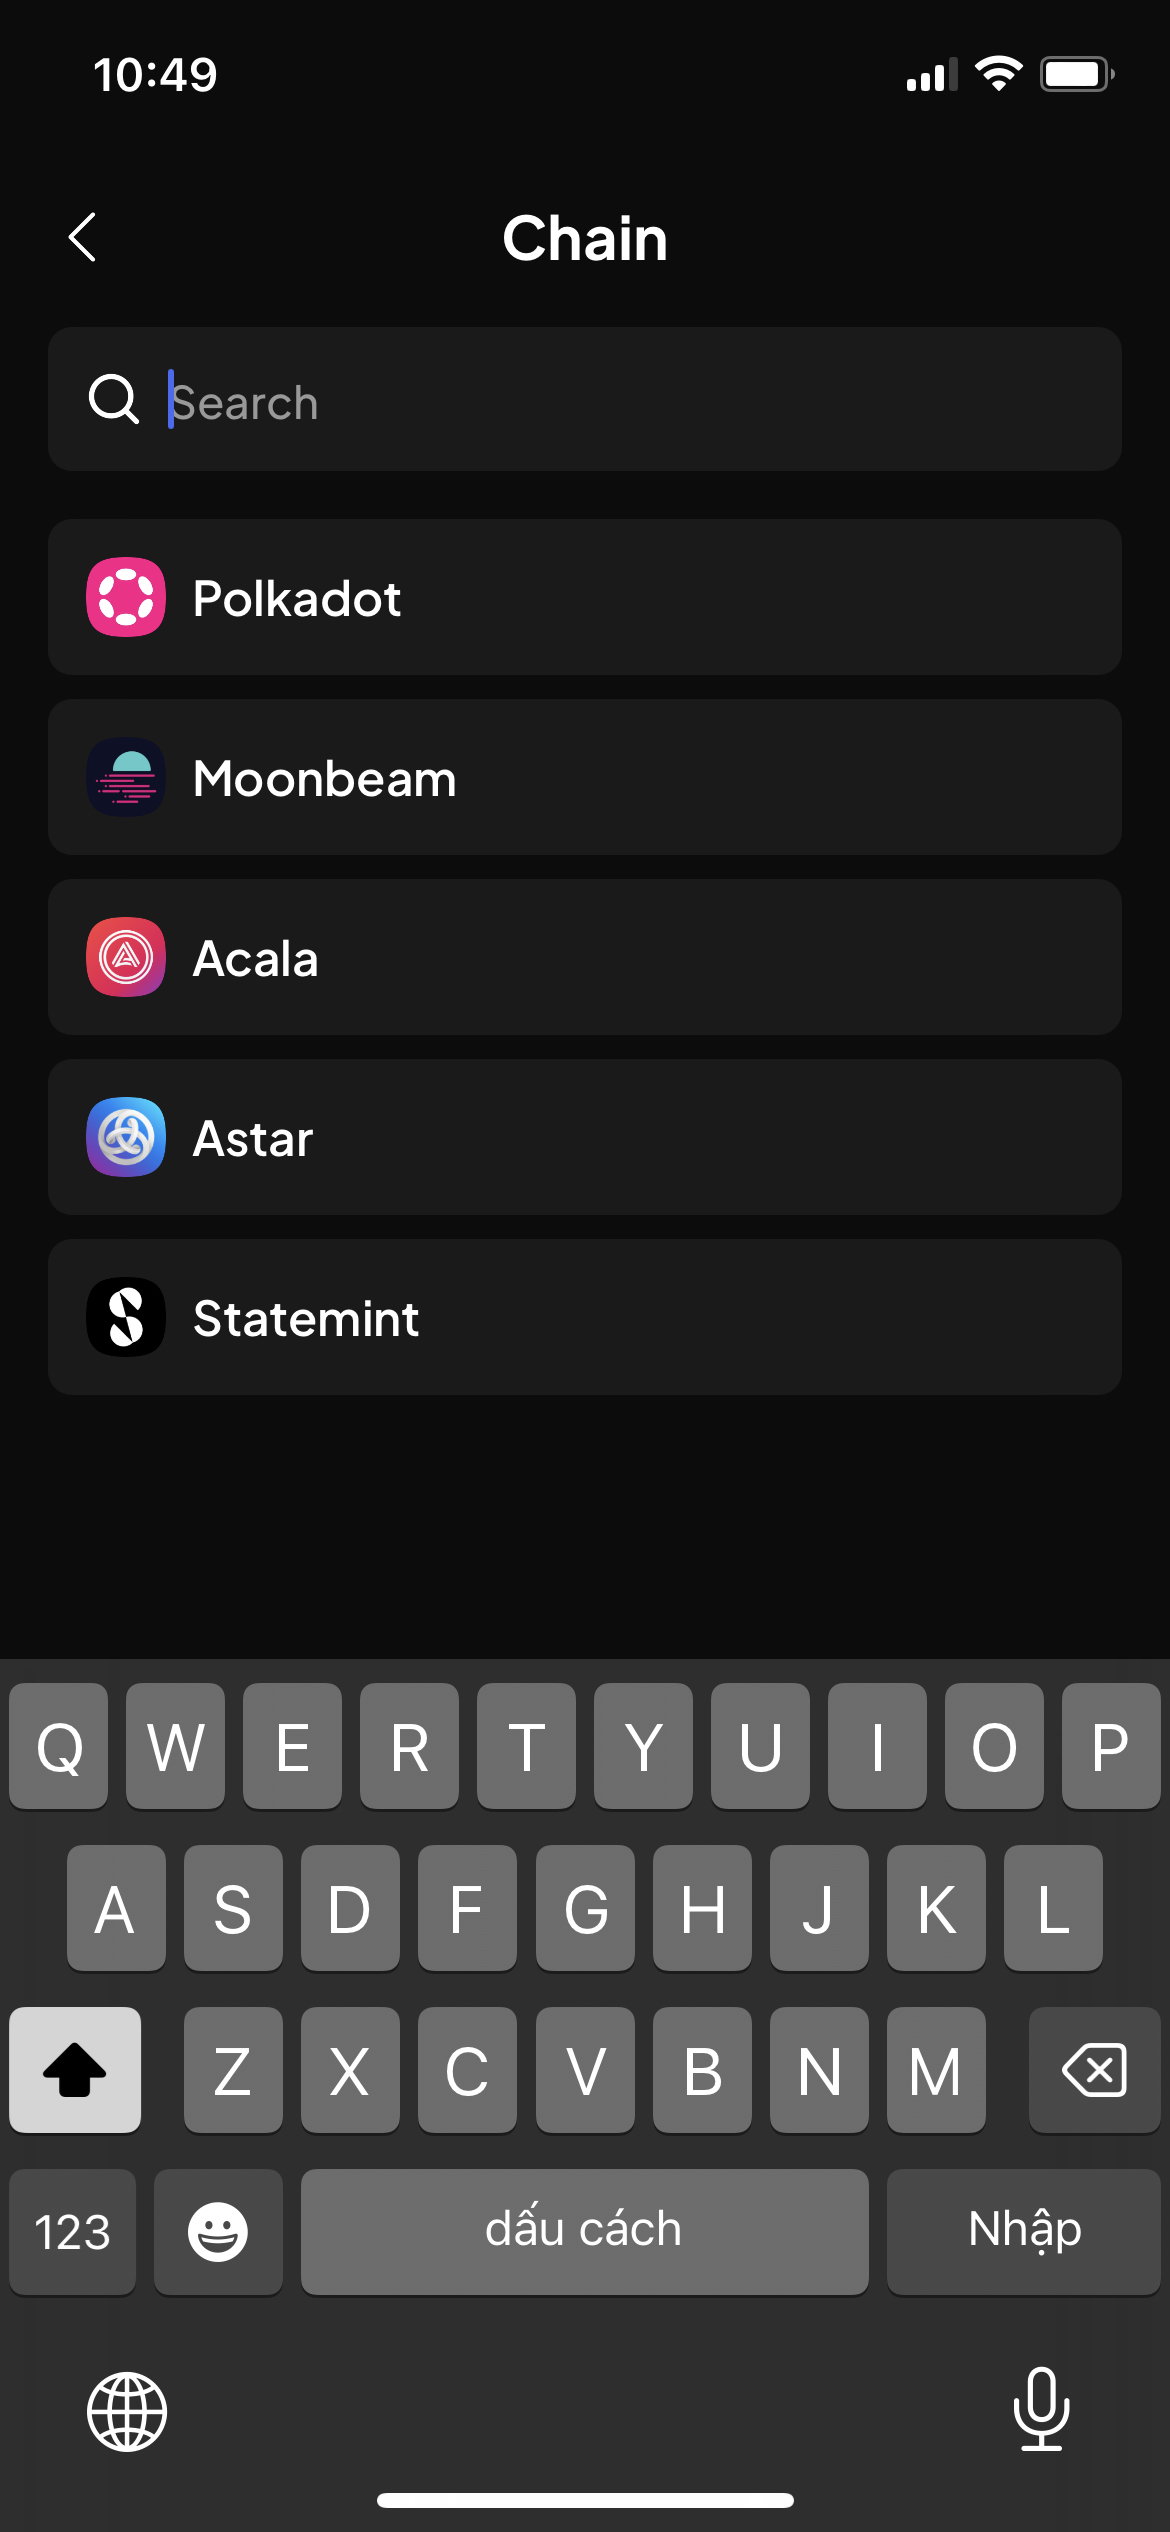 10:49
Chain
Search
Polkadot
Moonbeam
Acala
Astar
Statemint
Q W E R T Y U I O P
A S D F G H J K L
Z X C V B N M
123 dấu cách Nhập